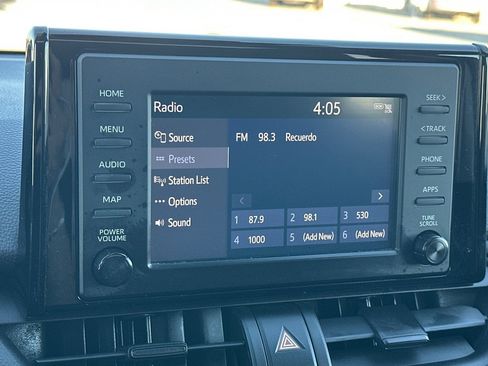 HOME
MENU
AUDIO
MAP
POWER
VOLUME
Radio 4:05
Source
Presets
Station List
Options
Sound
FM 98.3 Recuerdo
1 87.9 2 98.1 3 530
4 1000 5 (Add New) 6 (Add New)
SEEK >
< TRACK
PHONE
APPS
TUNE
SCROLL